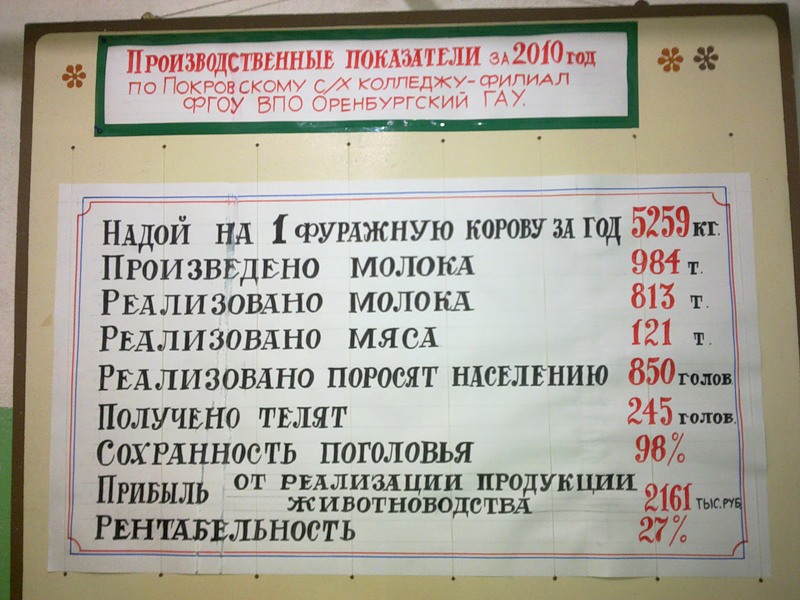 ПРОИЗВОДСТВЕННЫЕ ПОКАЗАТЕЛИ ЗА 2010 ГОД
ПО ПОКРОВСКОМУ С/Х КОЛЛЕДЖУ-ФИЛИАЛ
ФГОУ ВПО ОРЕНБУРГСКИЙ ГАУ.
НАДОЙ НА 1 ФУРАЖНУЮ КОРОВУ ЗА ГОД 5259 КГ.
ПРОИЗВЕДЕНО МОЛОКА 984 Т.
РЕАЛИЗОВАНО МОЛОКА 813 Т.
РЕАЛИЗОВАНО МЯСА 121 Т.
РЕАЛИЗОВАНО ПОРОСЯТ НАСЕЛЕНИЮ 850 ГОЛОВ.
ПОЛУЧЕНО ТЕЛЯТ 245 ГОЛОВ.
СОХРАННОСТЬ ПОГОЛОВЬЯ 98%
ПРИБЫЛЬ ОТ РЕАЛИЗАЦИИ ПРОДУКЦИИ
ЖИВОТНОВОДСТВА 2161 ТЫС.РУБ
РЕНТАБЕЛЬНОСТЬ 27%